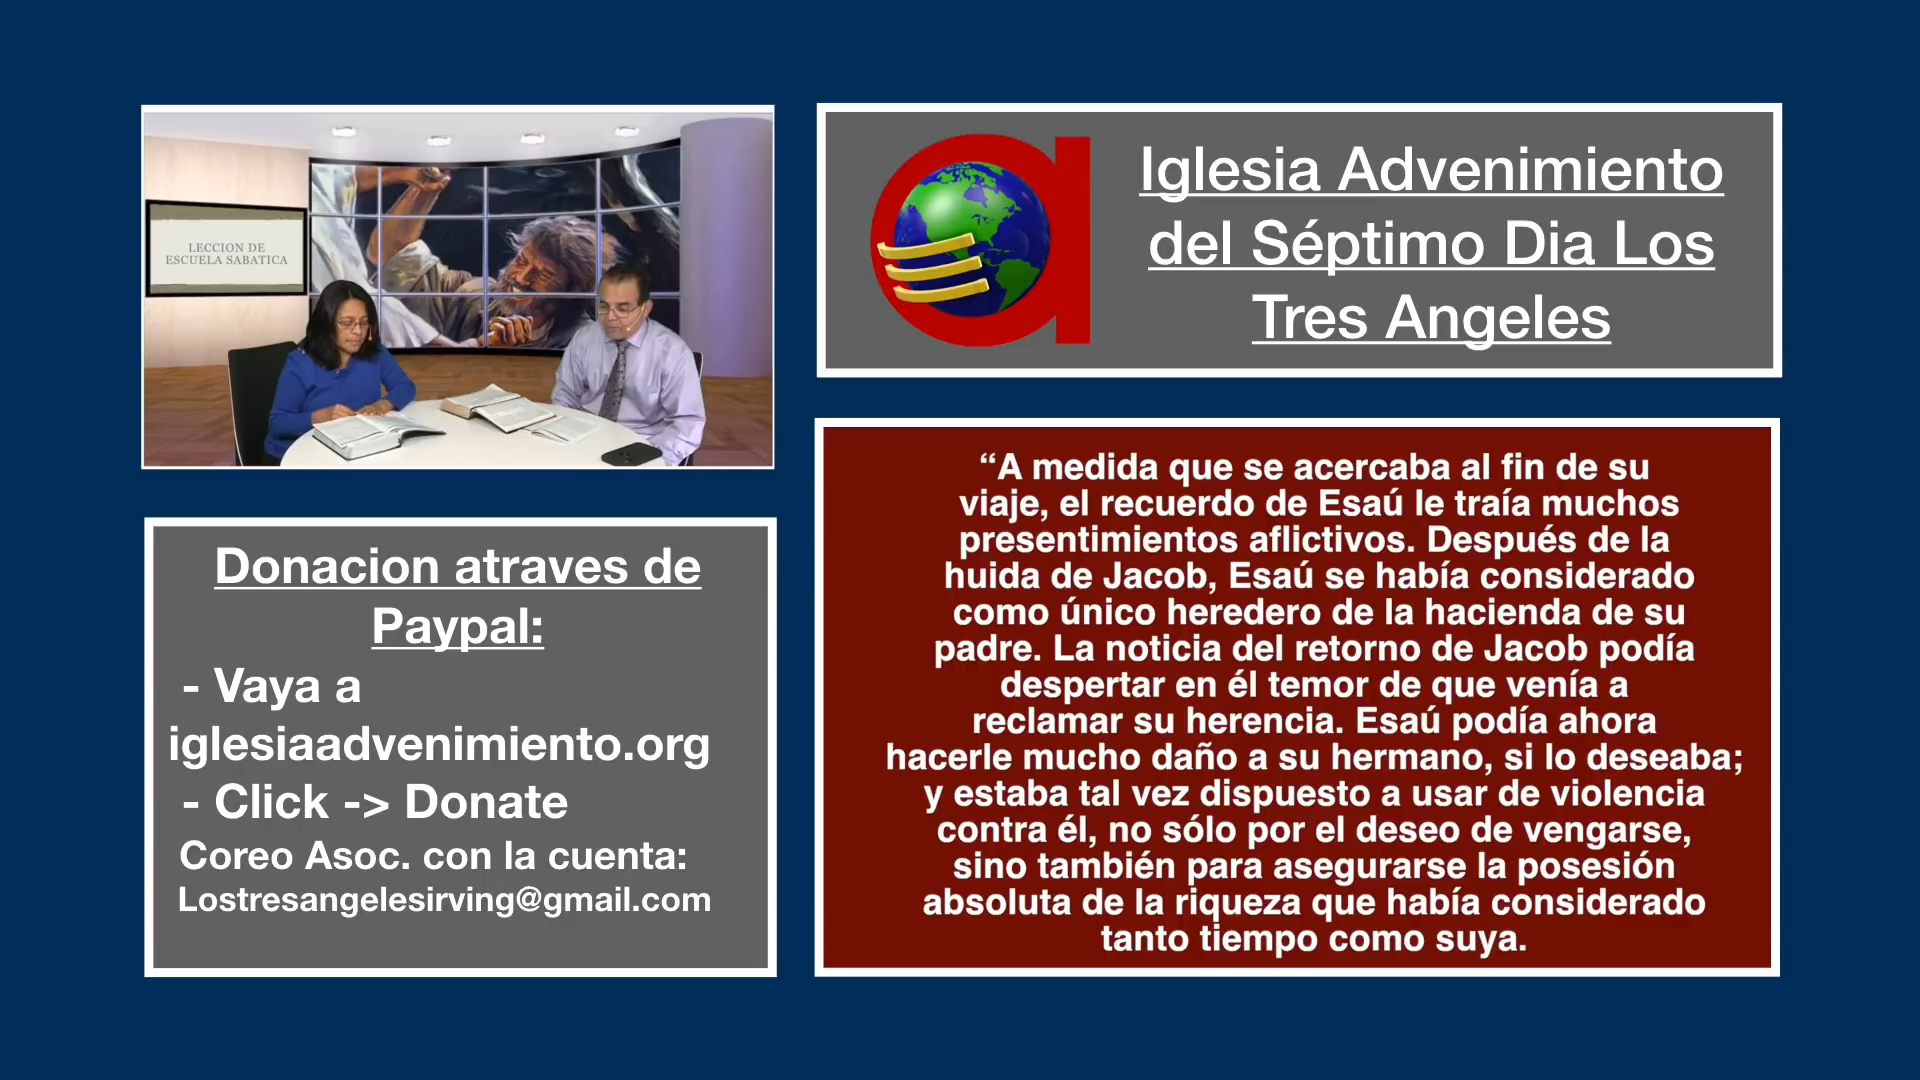 LECCION DE
ESCUELA SABATICA
Iglesia Advenimiento
del Séptimo Dia Los
Tres Angeles
Donacion atraves de
Paypal:
- Vaya a
iglesiaadvenimiento.org
- Click -> Donate
Coreo Asoc. con la cuenta:
Lostresangelesirving@gmail.com
“A medida que se acercaba al fin de su
viaje, el recuerdo de Esaú le traía muchos
presentimientos aflictivos. Después de la
huida de Jacob, Esaú se había considerado
como único heredero de la hacienda de su
padre. La noticia del retorno de Jacob podía
despertar en él temor de que venía a
reclamar su herencia. Esaú podía ahora
hacerle mucho daño a su hermano, si lo deseaba;
y estaba tal vez dispuesto a usar de violencia
contra él, no sólo por el deseo de vengarse,
sino también para asegurarse la posesión
absoluta de la riqueza que había considerado
tanto tiempo como suya.